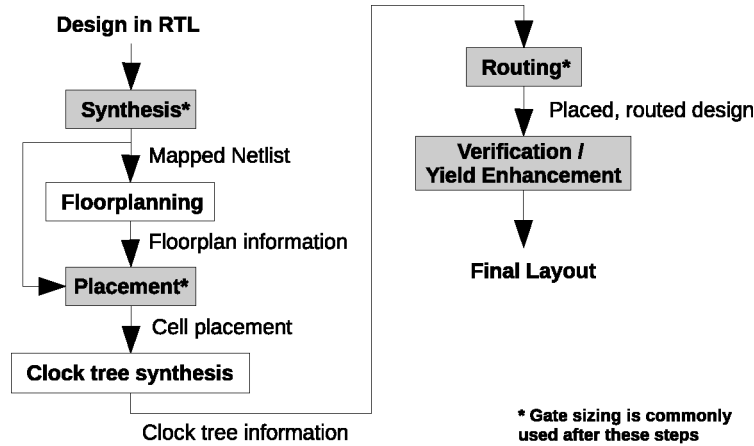 Design in RTL
Synthesis*
Mapped Netlist
Floorplanning
Floorplan information
Placement*
Cell placement
Clock tree synthesis
Clock tree information
Routing*
Placed, routed design
Verification /
Yield Enhancement
Final Layout
* Gate sizing is commonly
used after these steps